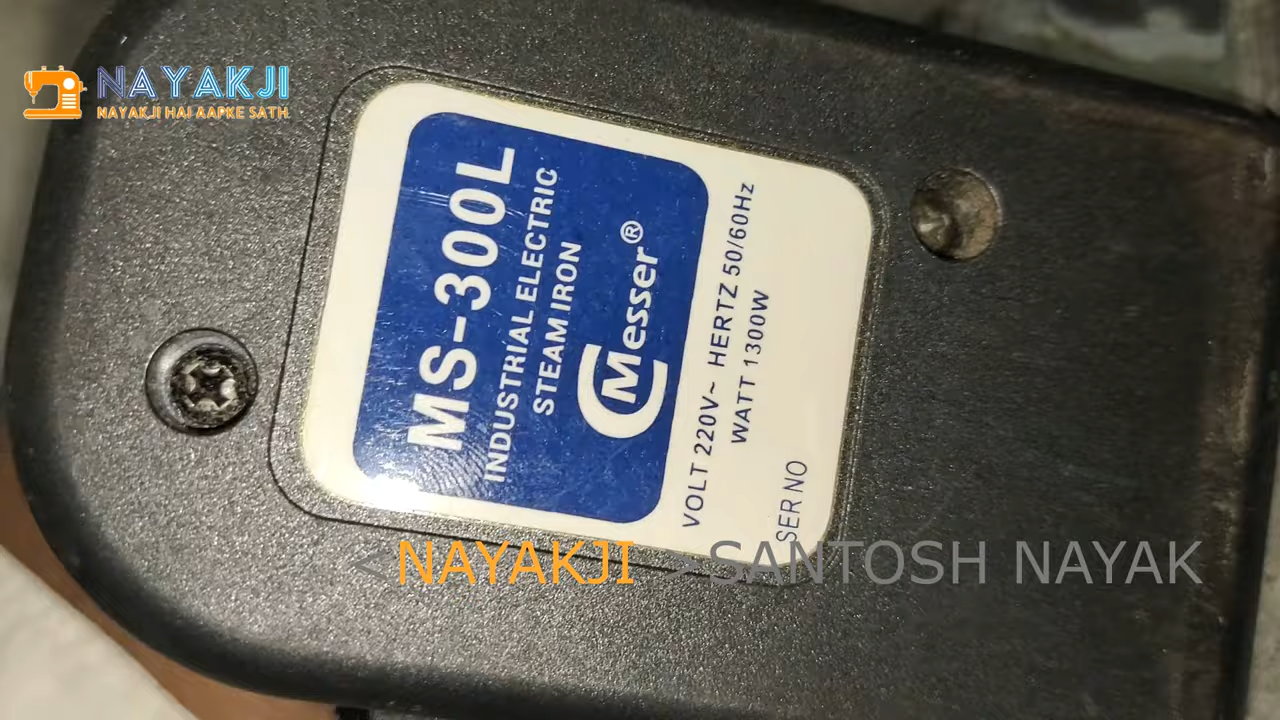 NAYAKJI
NAYAKJI HAI AAPKE SATH.
MS-300L
INDUSTRIAL ELECTRIC
STEAM IRON
Messer®
VOLT 220V~ HERTZ 50/60Hz
WATT 1300W
SER NO
<NAYAKJI >SANTOSH NAYAK